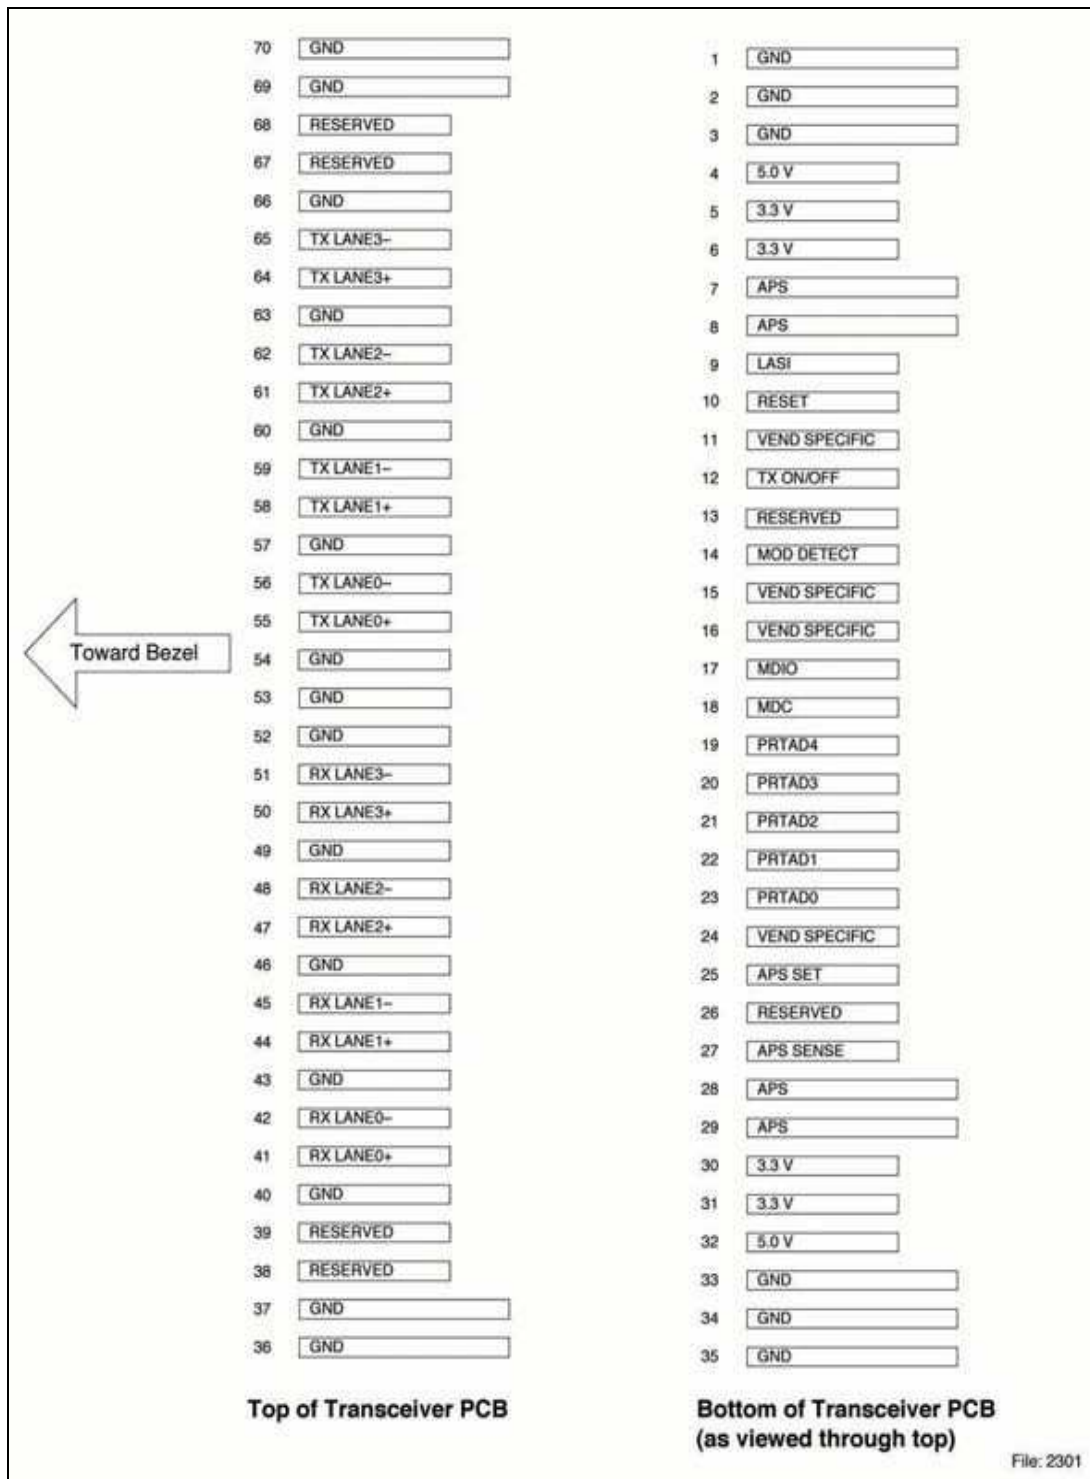 70 GND
69 GND
68 RESERVED
67 RESERVED
66 GND
65 TX LANE3–
64 TX LANE3+
63 GND
62 TX LANE2–
61 TX LANE2+
60 GND
59 TX LANE1–
58 TX LANE1+
57 GND
56 TX LANE0–
55 TX LANE0+
54 GND
53 GND
52 GND
51 RX LANE3–
50 RX LANE3+
49 GND
48 RX LANE2–
47 RX LANE2+
46 GND
45 RX LANE1–
44 RX LANE1+
43 GND
42 RX LANE0–
41 RX LANE0+
40 GND
39 RESERVED
38 RESERVED
37 GND
36 GND
Toward Bezel
Top of Transceiver PCB
1 GND
2 GND
3 GND
4 5.0 V
5 3.3 V
6 3.3 V
7 APS
8 APS
9 LASI
10 RESET
11 VEND SPECIFIC
12 TX ON/OFF
13 RESERVED
14 MOD DETECT
15 VEND SPECIFIC
16 VEND SPECIFIC
17 MDIO
18 MDC
19 PRTAD4
20 PRTAD3
21 PRTAD2
22 PRTAD1
23 PRTAD0
24 VEND SPECIFIC
25 APS SET
26 RESERVED
27 APS SENSE
28 APS
29 APS
30 3.3 V
31 3.3 V
32 5.0 V
33 GND
34 GND
35 GND
Bottom of Transceiver PCB
(as viewed through top)
File: 2301